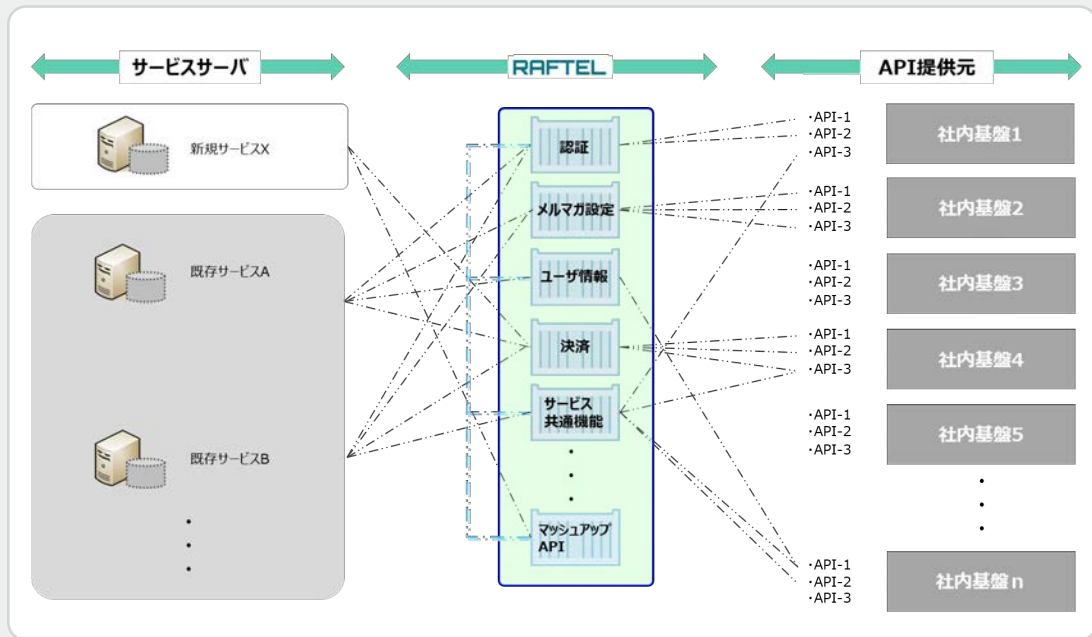 サービスサーバ
RAFTEL
API提供元
新規サービスX
既存サービスA
既存サービスB
認証
メルマガ設定
ユーザ情報
決済
サービス
共通機能
マッシュアップ
API
・API-1
・API-2
・API-3
社内基盤1
・API-1
・API-2
・API-3
社内基盤2
・API-1
・API-2
・API-3
社内基盤3
・API-1
・API-2
・API-3
社内基盤4
・API-1
・API-2
・API-3
社内基盤5
・API-1
・API-2
・API-3
社内基盤n